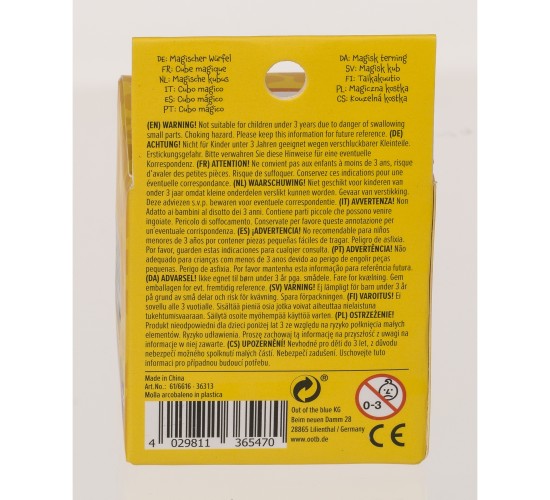 DE: Magischer Würfel
FR: Cube magique
NL: Magische kubus
IT: Cubo magico
ES: Cubo mágico
PT: Cubo mágico
DA: Magisk terning
SV: Magisk kub
FI: Taikakuutio
PL: Magiczna kostka
CS: Kouzelná kostka
(EN) WARNING! Not suitable for children under 3 years due to danger of swallowing
small parts. Choking hazard. Please keep this information for future reference. (DE)
ACHTUNG! Nicht für Kinder unter 3 Jahren geeignet wegen verschluckbarer Kleinteile.
Erstickungsgefahr. Bitte verwahren Sie diese Hinweise für eine eventuelle
Korrespondenz. (FR) ATTENTION! Ne convient pas aux enfants à moins de 3 ans, risque
d'avaler des petites pièces. Risque de suffoquer. Conservez ces indications pour une
éventuelle correspondance. (NL) WAARSCHUWING! Niet geschikt voor kinderen van
onder 3 jaar omdat kleine onderdelen verslikt kunnen worden. Gevaar van verstikking.
Deze adviezen s.v.p. bewaren voor eventuele correspondentie. (IT) AVVERTENZA! Non
Adatto ai bambini al disotto dei 3 anni. Contiene parti piccole che possono venire
ingoiate. Pericolo di soffocamento. Conservate per favore queste annotazione per
un eventuale corrispondenza. (ES) ¡ADVERTENCIA! No recomendable para niños
menores de 3 años por contener piezas pequeñas fáciles de tragar. Peligro de asfixia.
Por favor, guarden estas indicaciones para cualquier consulta. (PT) ADVERTÊNCIA! Não
adequado para crianças com menos de 3 anos devido ao perigo de engolir peças
pequenas. Perigo de asfixia. Por favor mantenha esta informação para referência futura.
(DA) ADVARSEL! Ikke egnet til børn under 3 år pga. smådele. Fare for kvælning. Gem
emballagen for evt. fremtidig reference. (SV) VARNING! Ej lämpligt för barn under 3 år
på grund av små delar och risk för kvävning. Spara förpackningen. (FI) VAROITUS! Ei
sovellu alle 3 vuotialle. Sisältää pieniä osia jotka voivat aiheuttaa mieluleista
tukehtumisvaaraan. Säilytä osoite myöhempää käyttöä varten. (PL) OSTRZEŻENIE!
Produkt nieodpowiedni dla dzieci poniżej lat 3 ze względu na ryzyko połknięcia małych
elementów. Ryzyko udławienia. Proszę zachowaj tą informację na przyszłość z uwagi na
informacje w niej zawarte. (CS) UPOZORNĚNÍ! Nevhodné pro děti do 3 let, z důvodu
nebezpečí možného spolknutí malých částí. Nebezpečí zadušení. Uschovejte tuto
informaci pro případnou budoucí potřebu.
Made in China
Art.No.: 61/6616 - 36313
Molla arcobaleno in plastica
4 029811 365470
Out of the blue KG
Beim neuen Damm 28
28865 Lilienthal / Germany
www.ootb.de
0-3
CE